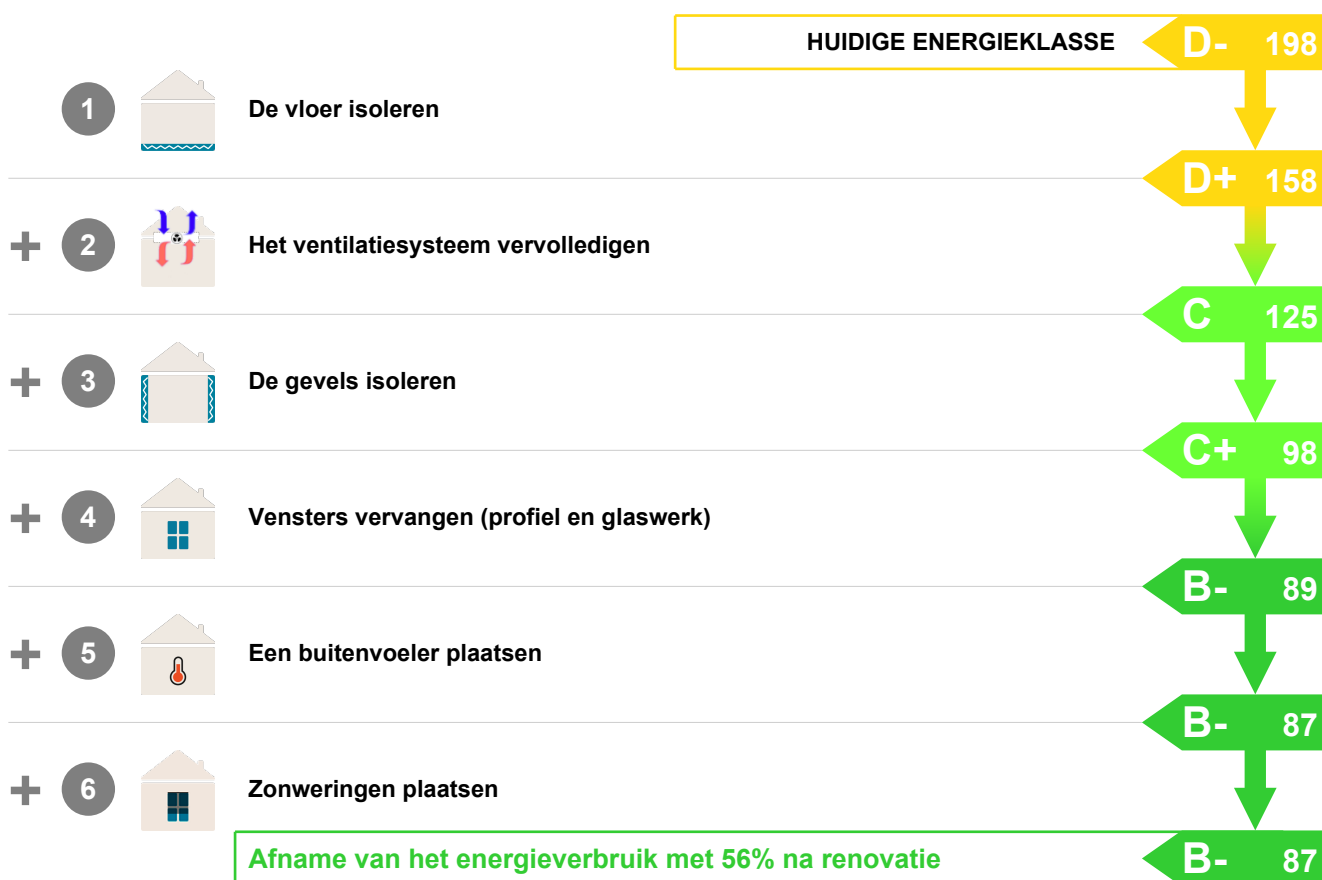 HUIDIGE ENERGIEKLASSE D- 198
1 De vloer isoleren
D+ 158
+ 2 Het ventilatiesysteem vervolledigen
C 125
+ 3 De gevels isoleren
C+ 98
+ 4 Vensters vervangen (profiel en glaswerk)
B- 89
+ 5 Een buitenvoeler plaatsen
B- 87
+ 6 Zonweringen plaatsen
Afname van het energieverbruik met 56% na renovatie B- 87